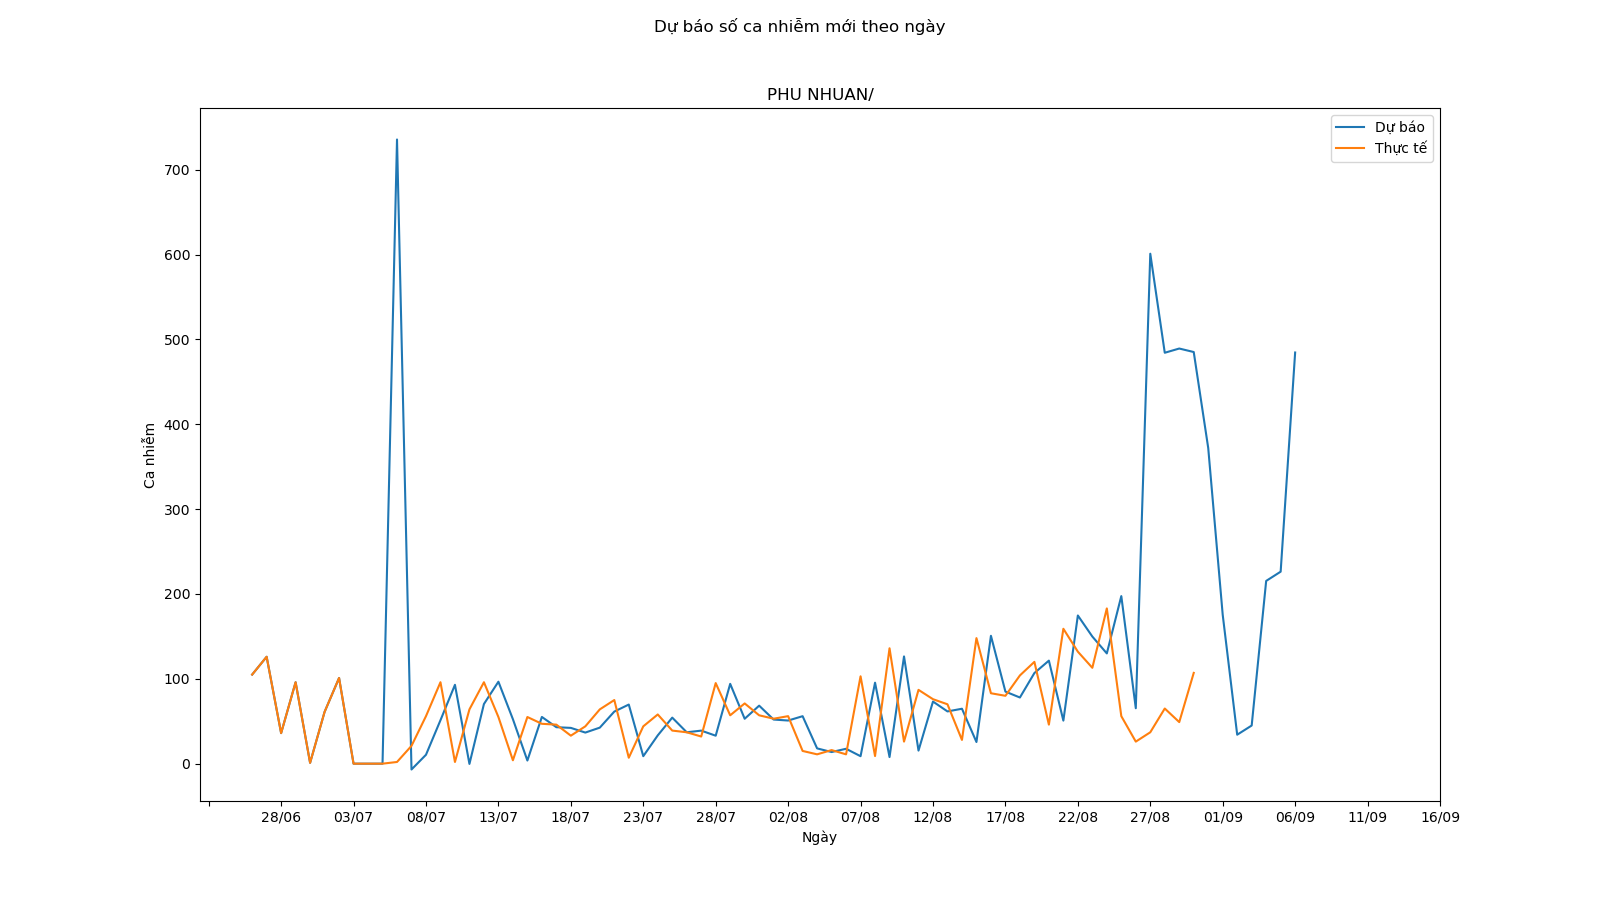 Dự báo số ca nhiễm mới theo ngày
PHU NHUAN/
Dự báo
Thực tế
700
600
500
400
300
200
100
0
Ca nhiễm
28/06 03/07 08/07 13/07 18/07 23/07 28/07 02/08 07/08 12/08 17/08 22/08 27/08 01/09 06/09 11/09 16/09
Ngày